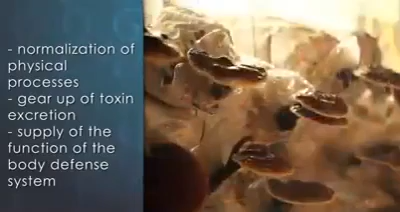 - normalization of
physical
processes
- gear up of toxin
excretion
- supply of the
function of the
body defense
system